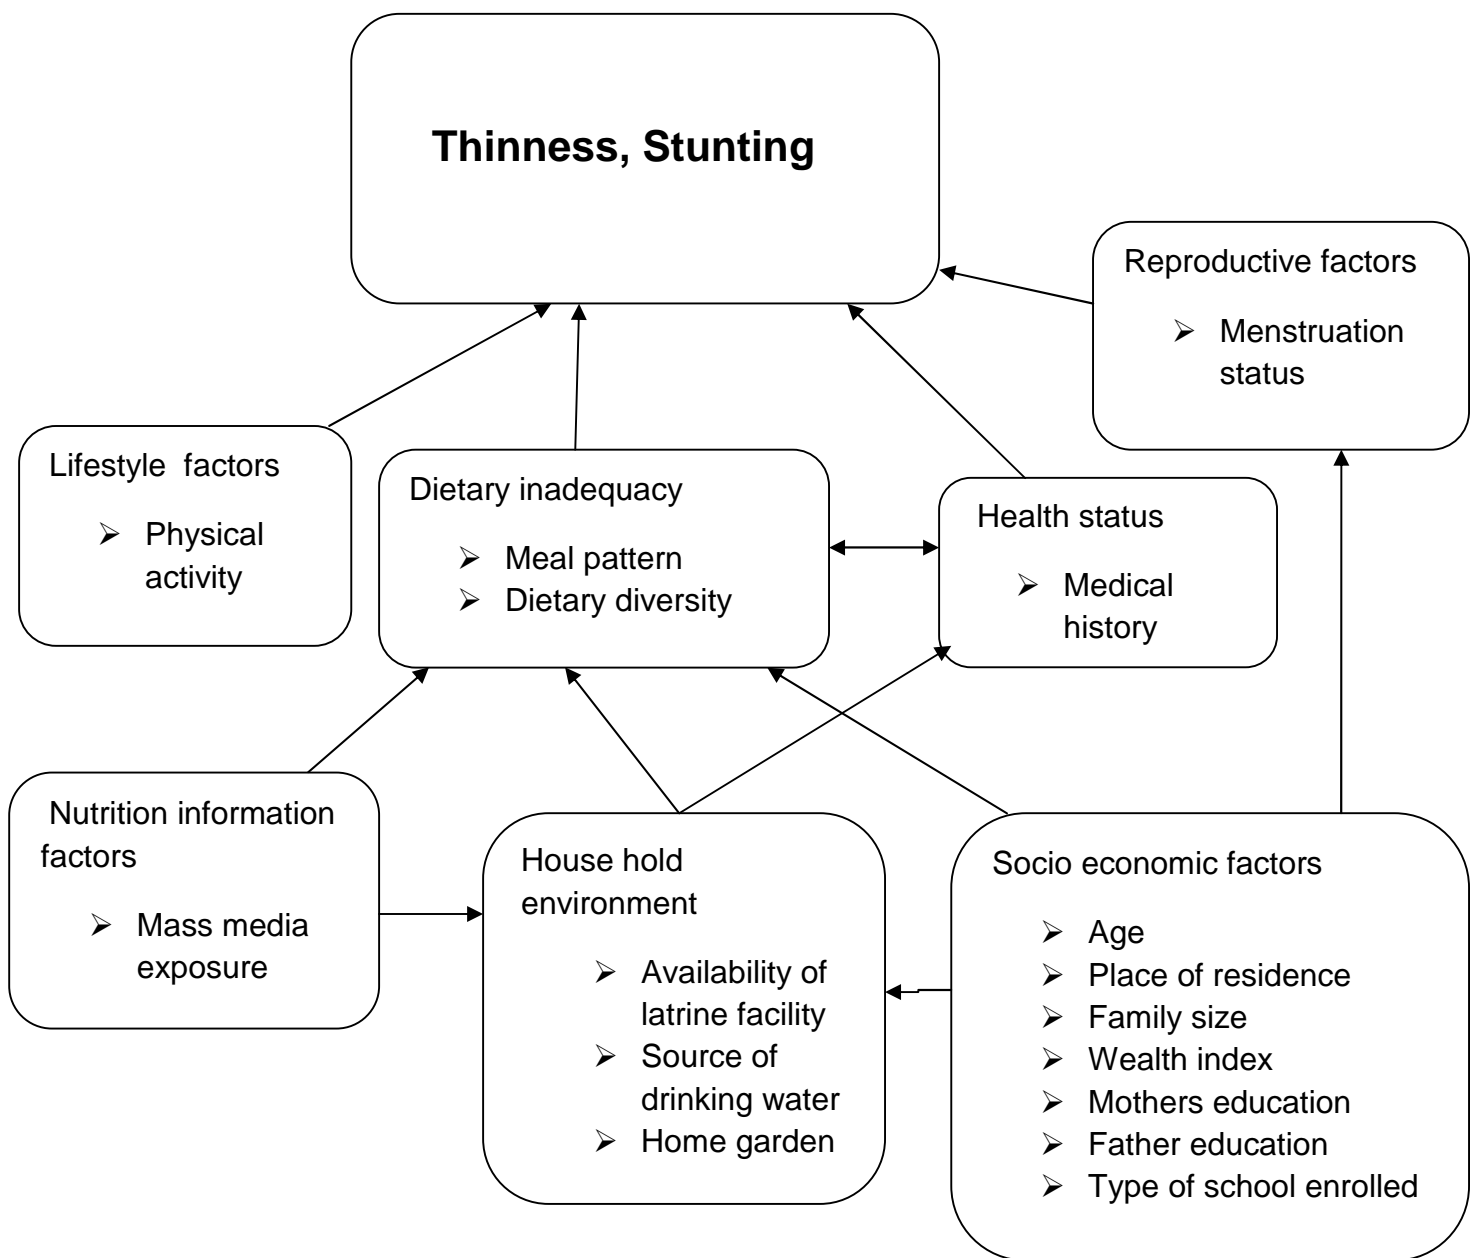 Thinness, Stunting
Reproductive factors
➢ Menstruation
status
Lifestyle factors
➢ Physical
activity
Dietary inadequacy
➢ Meal pattern
➢ Dietary diversity
Health status
➢ Medical
history
Nutrition information
factors
➢ Mass media
exposure
House hold
environment
➢ Availability of
latrine facility
➢ Source of
drinking water
➢ Home garden
Socio economic factors
➢ Age
➢ Place of residence
➢ Family size
➢ Wealth index
➢ Mothers education
➢ Father education
➢ Type of school enrolled